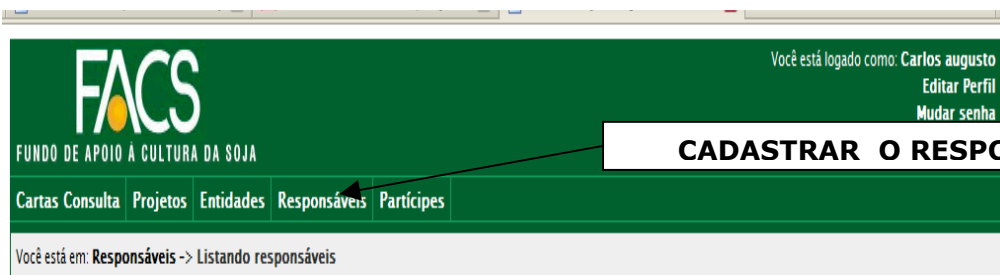 FACS
FUNDO DE APOIO À CULTURA DA SOJA
Você está logado como: Carlos augusto
Editar Perfil
Mudar senha
CADASTRAR O RESPO
Cartas Consulta Projetos Entidades Responsáveis Partícipes
Você está em: Responsáveis -> Listando responsáveis